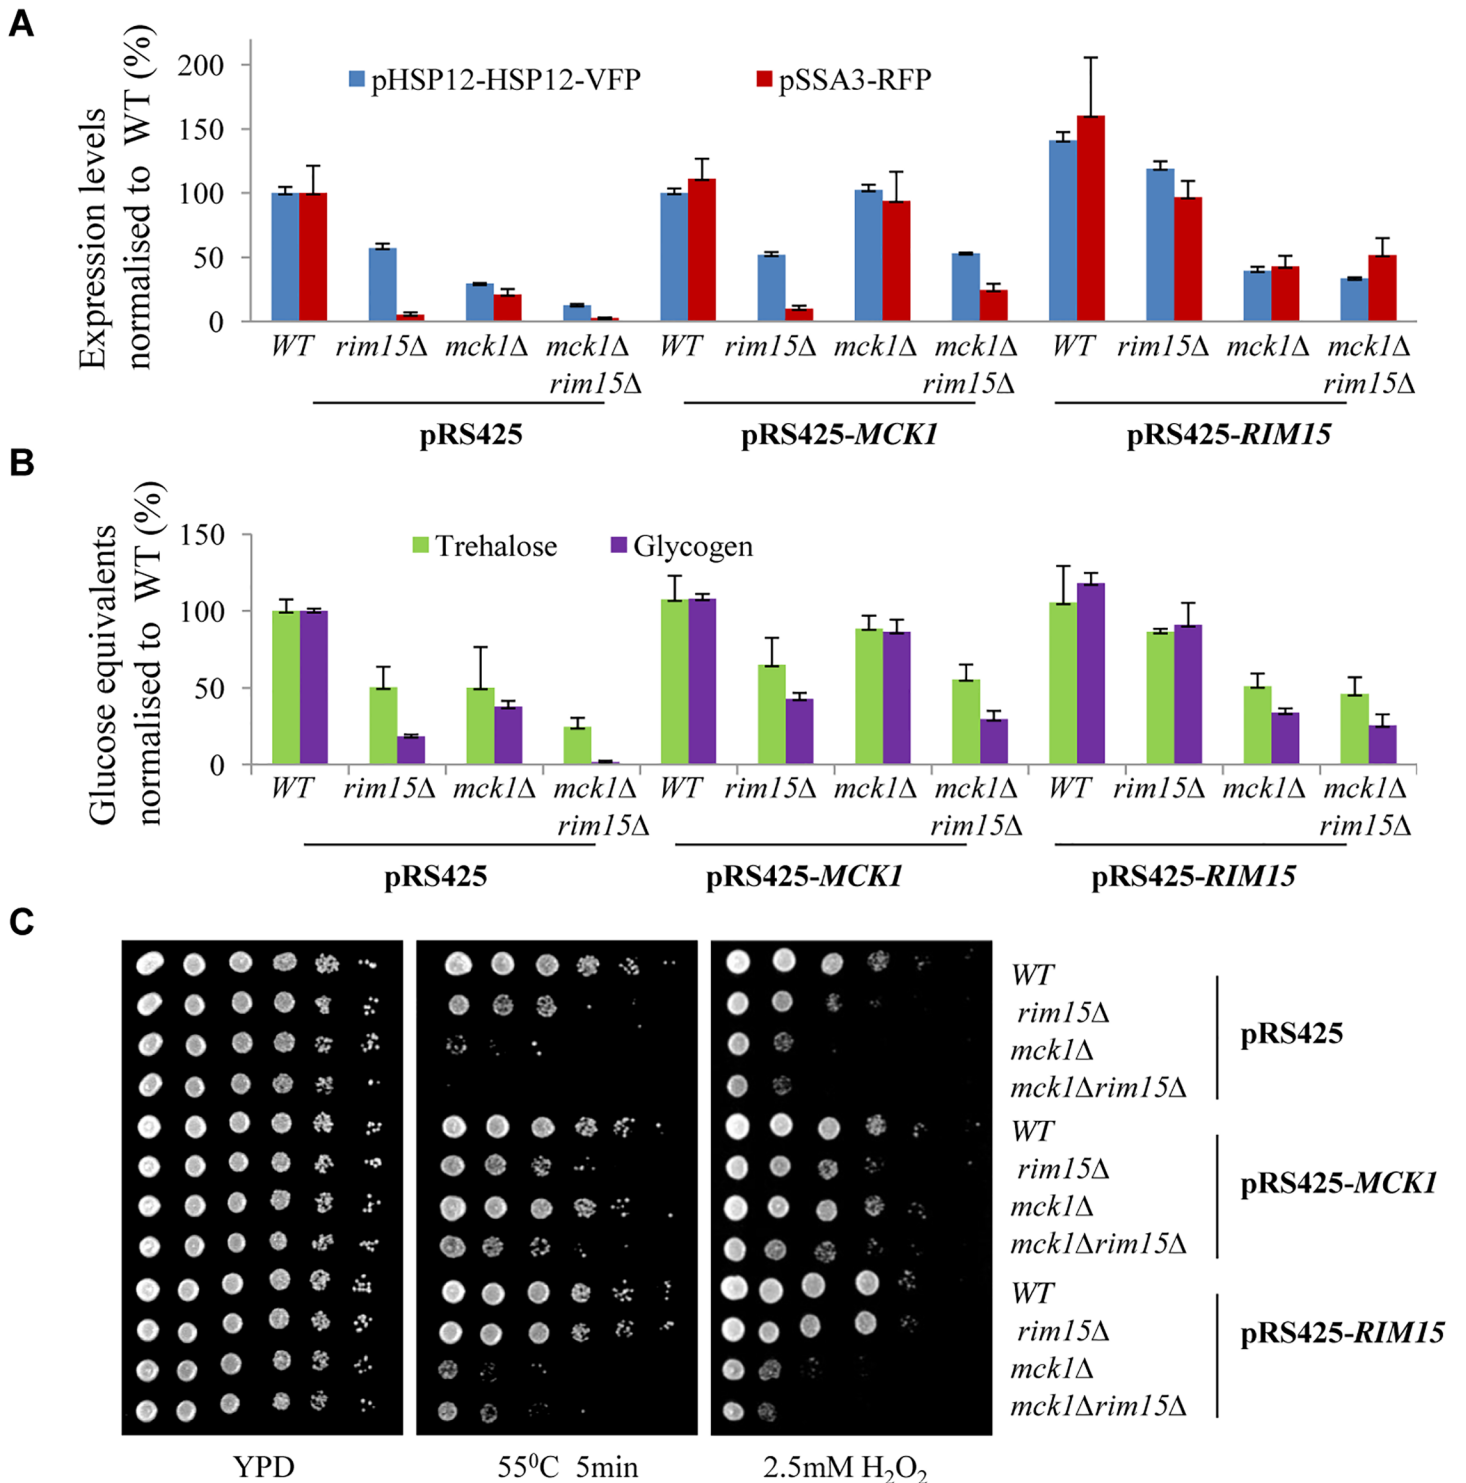 A
Expression levels
normalised to WT (%)
200
150
100
50
0
pHSP12-HSP12-VFP pSSA3-RFP
WT rim15Δ mck1Δ mck1Δ WT rim15Δ mck1Δ mck1Δ WT rim15Δ mck1Δ mck1Δ
rim15Δ rim15Δ rim15Δ
pRS425 pRS425-MCK1 pRS425-RIM15
B
Glucose equivalents
normalised to WT (%)
150
100
50
0
Trehalose Glycogen
WT rim15Δ mck1Δ mck1Δ WT rim15Δ mck1Δ mck1Δ WT rim15Δ mck1Δ mck1Δ
rim15Δ rim15Δ rim15Δ
pRS425 pRS425-MCK1 pRS425-RIM15
C
WT
rim15Δ
mck1Δ
mck1Δrim15Δ
pRS425
WT
rim15Δ
mck1Δ
mck1Δrim15Δ
pRS425-MCK1
WT
rim15Δ
mck1Δ
mck1Δrim15Δ
pRS425-RIM15
YPD 55⁰C 5min 2.5mM H₂O₂